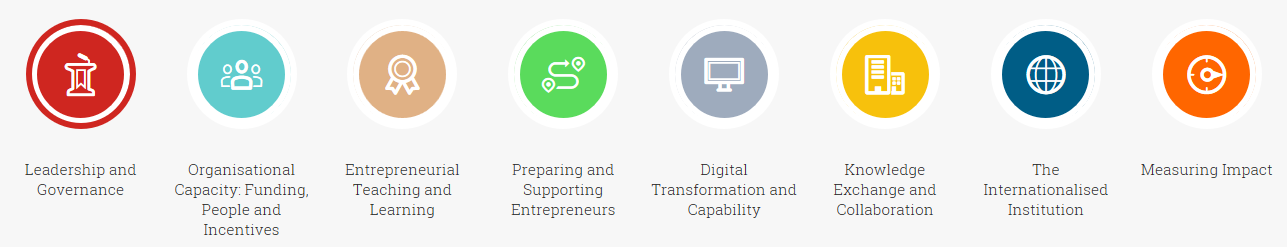 Leadership and
Governance
Organisational
Capacity: Funding,
People and
Incentives
Entrepreneurial
Teaching and
Learning
Preparing and
Supporting
Entrepreneurs
Digital
Transformation and
Capability
Knowledge
Exchange and
Collaboration
The
Internationalised
Institution
Measuring Impact